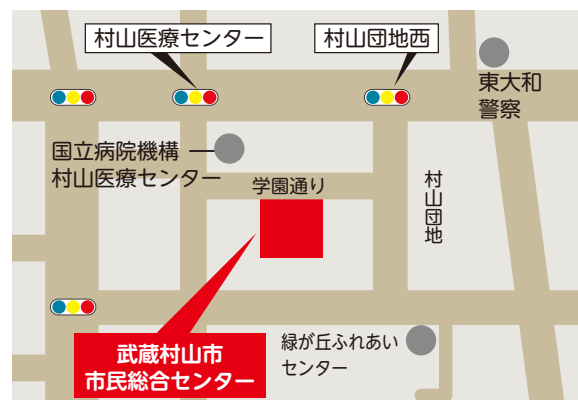 村山医療センター
村山団地西
東大和
警察
国立病院機構
村山医療センター
学園通り
村山団地
武蔵村山市
市民総合センター
緑が丘ふれあい
センター